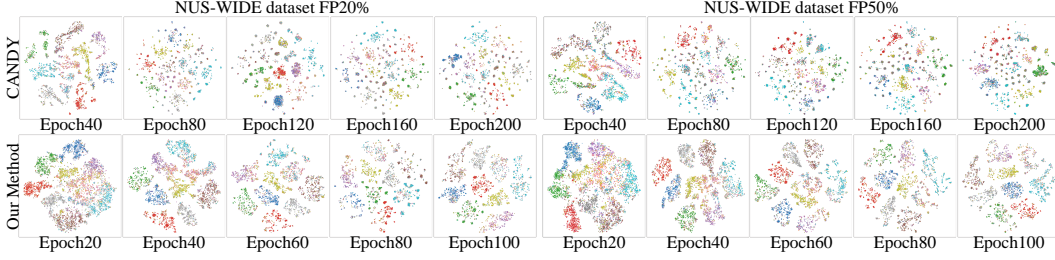 NUS-WIDE dataset FP20% NUS-WIDE dataset FP50%
CANDY
Epoch40 Epoch80 Epoch120 Epoch160 Epoch200 Epoch40 Epoch80 Epoch120 Epoch160 Epoch200
Our Method
Epoch20 Epoch40 Epoch60 Epoch80 Epoch100 Epoch20 Epoch40 Epoch60 Epoch80 Epoch100